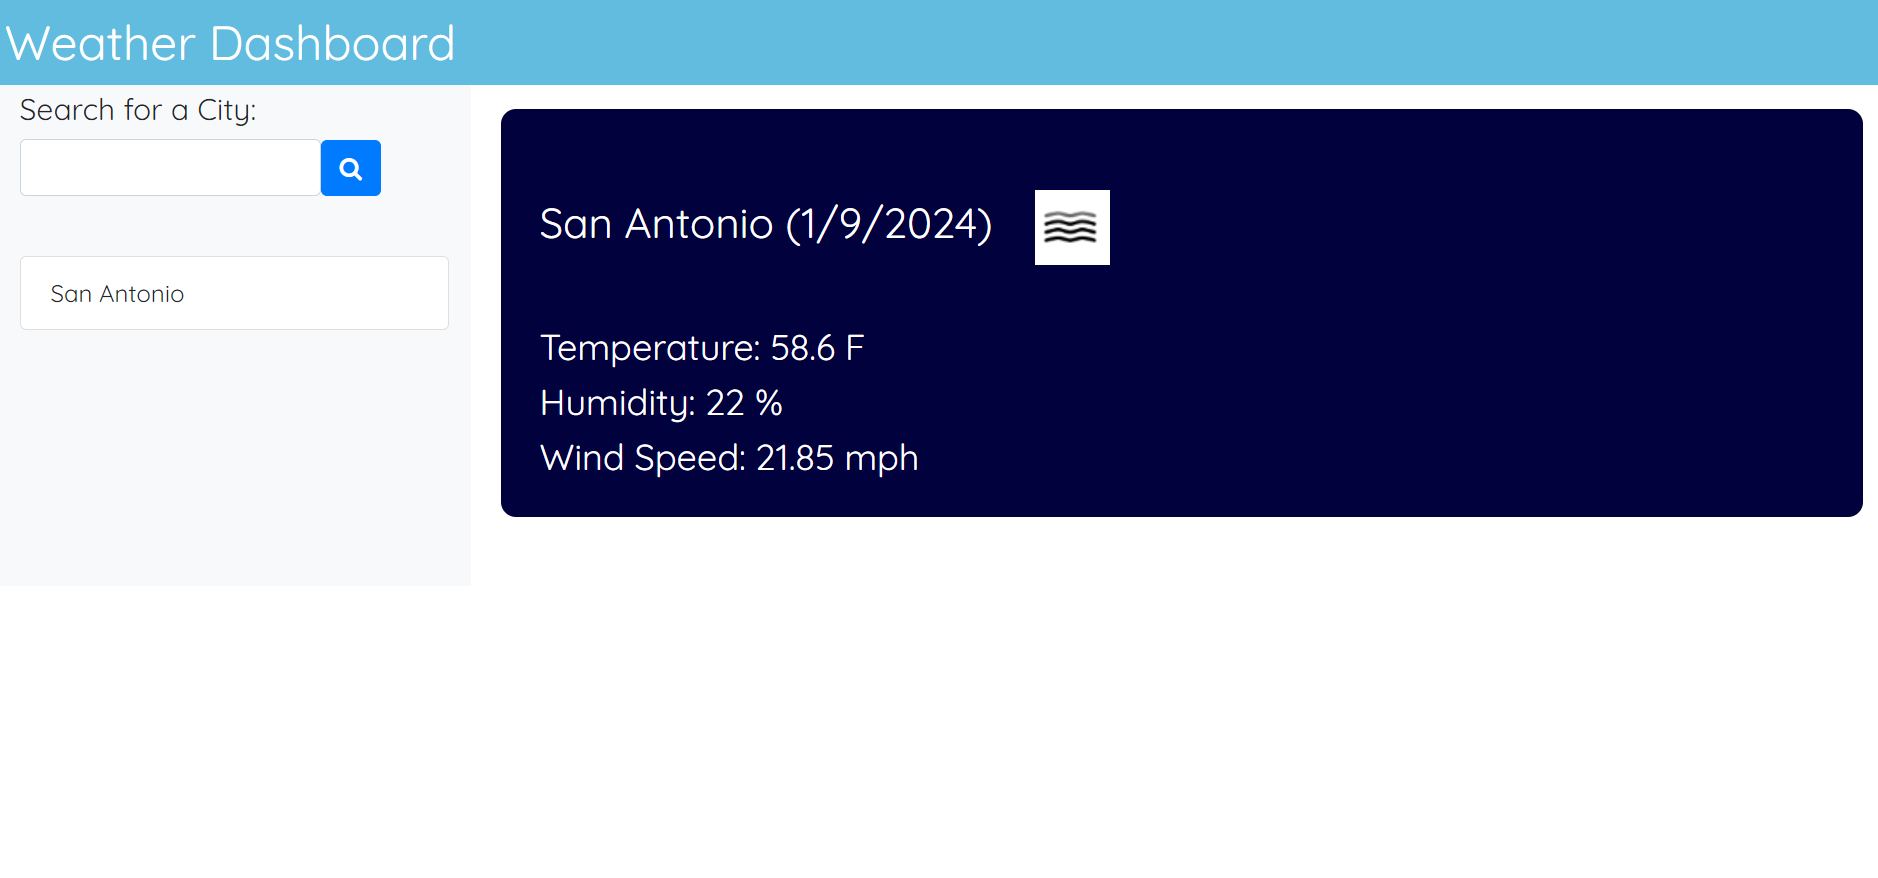 Weather Dashboard
Search for a City:
San Antonio
San Antonio (1/9/2024)
Temperature: 58.6 F
Humidity: 22 %
Wind Speed: 21.85 mph